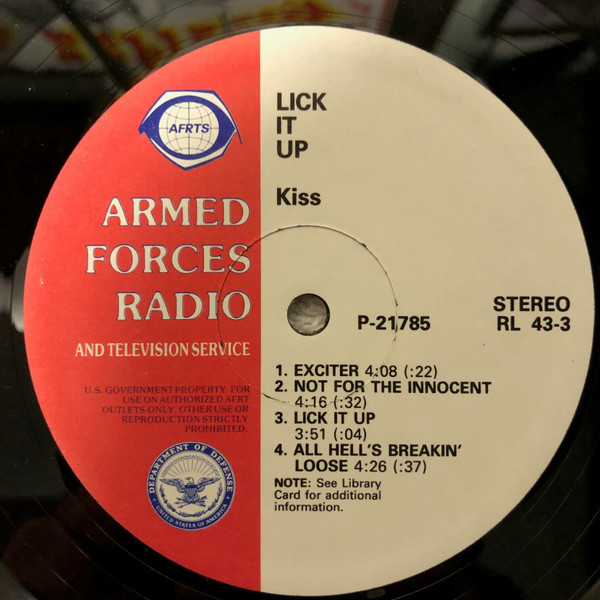 AFRTS
ARMED
FORCES
RADIO
AND TELEVISION SERVICE
U.S. GOVERNMENT PROPERTY. FOR
USE ON AUTHORIZED AFRT
OUTLETS ONLY. OTHER USE OR
REPRODUCTION STRICTLY
PROHIBITED.
DEPARTMENT OF DEFENSE
UNITED STATES OF AMERICA
LICK
IT
UP
Kiss
P-21785
STEREO
RL 43-3
1. EXCITER 4:08 (:22)
2. NOT FOR THE INNOCENT
4:16 (:32)
3. LICK IT UP
3:51 (:04)
4. ALL HELL'S BREAKIN'
LOOSE 4:26 (:37)
NOTE: See Library
Card for additional
information.